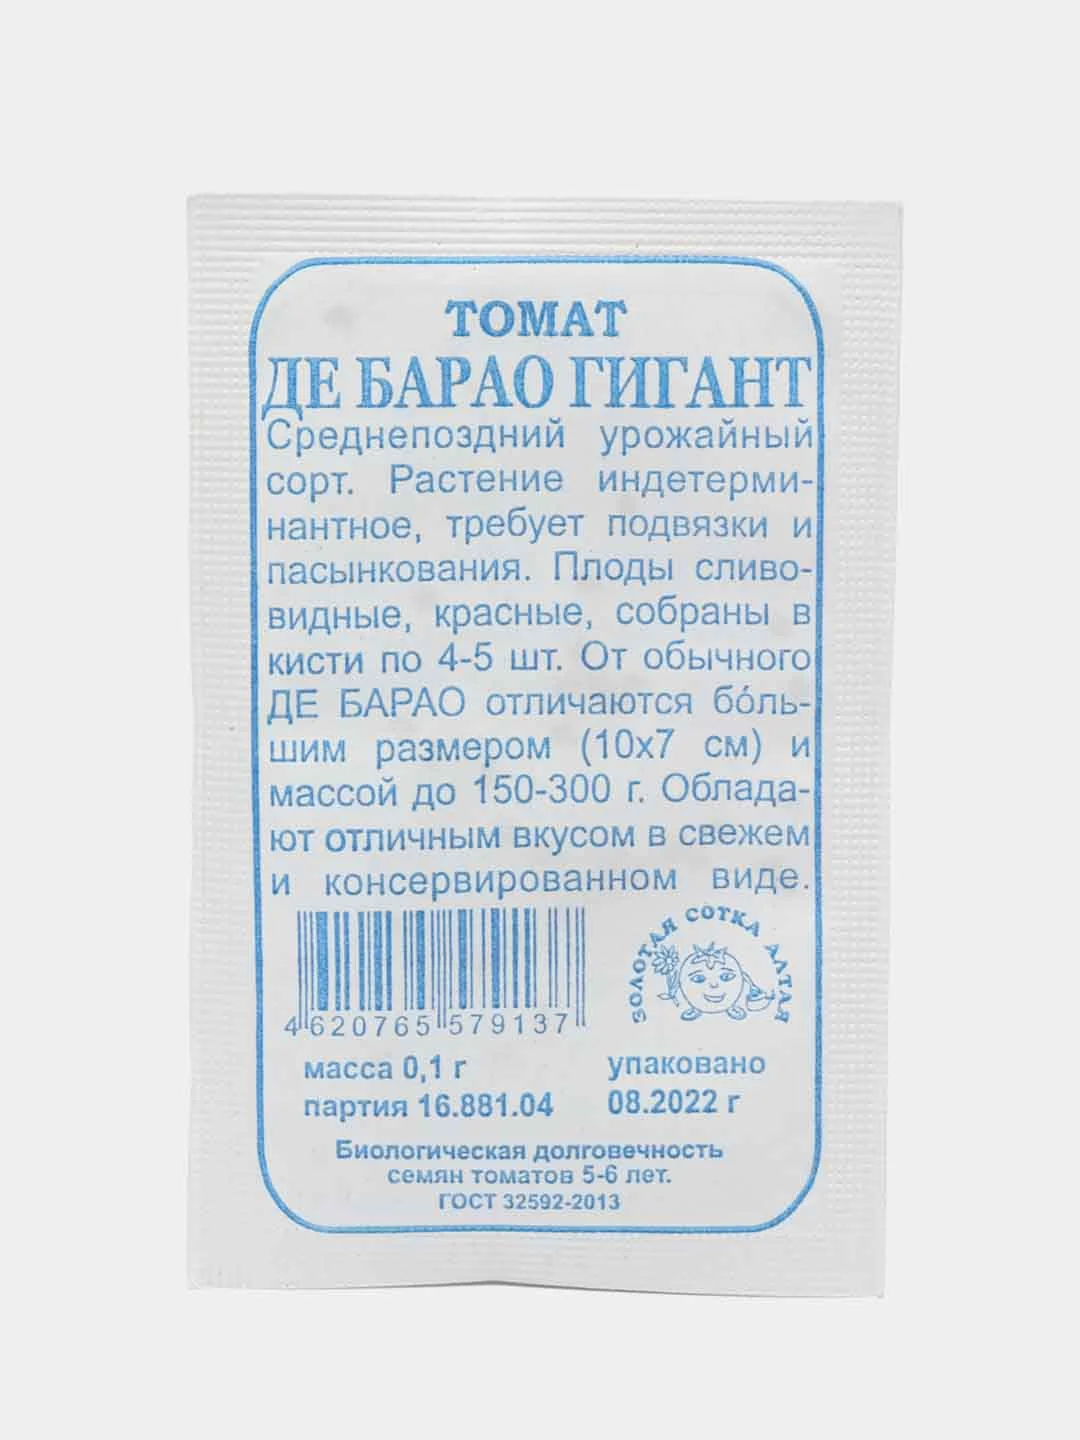 ТОМАТ
ДЕ БАРАО ГИГАНТ
Среднепоздний урожайный
сорт. Растение индетерми-
нантное, требует подвязки и
пасынкования. Плоды сливо-
видные, красные, собраны в
кисти по 4-5 шт. От обычного
ДЕ БАРАО отличаются бо́ль-
шим размером (10х7 см) и
массой до 150-300 г. Облада-
ют отличным вкусом в свежем
и консервированном виде.
ЗОЛОТАЯ СОТКА АЛТАЯ
4 620765 579137
масса 0,1 г
партия 16.881.04
упаковано
08.2022 г
Биологическая долговечность
семян томатов 5-6 лет.
ГОСТ 32592-2013